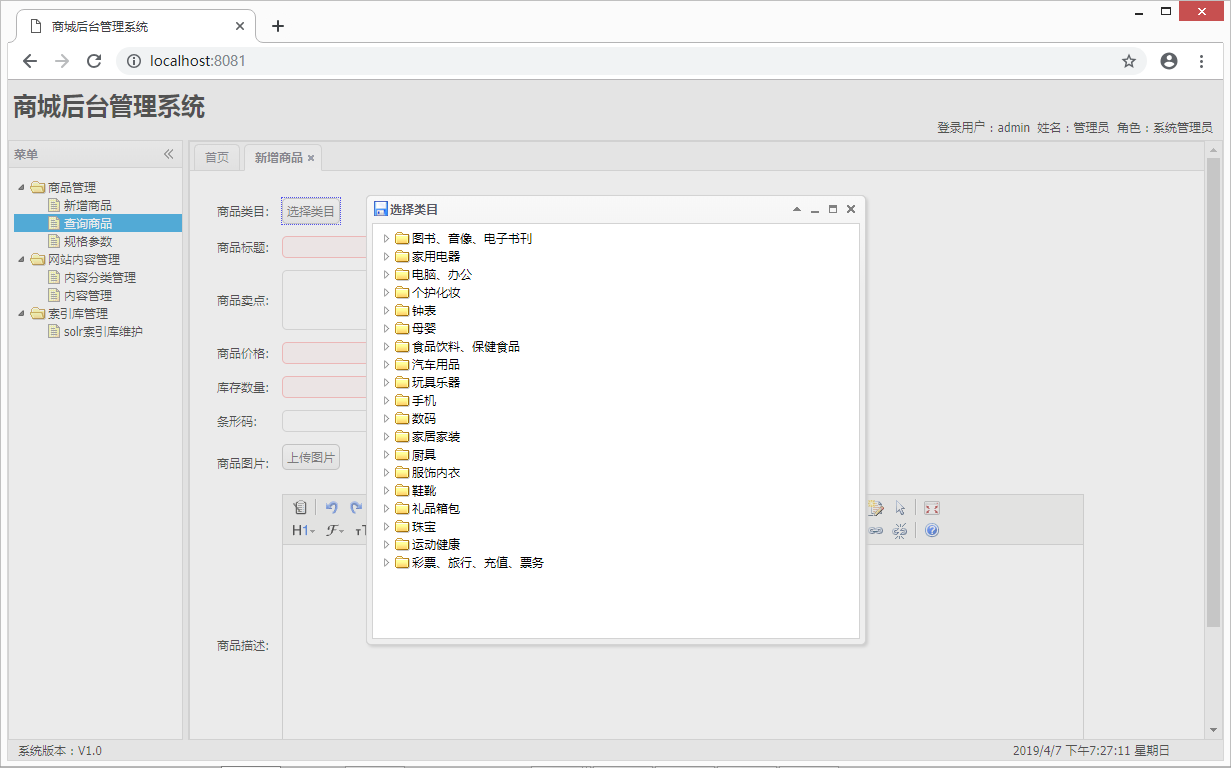 商城后台管理系统
localhost:8081
商城后台管理系统
登录用户：admin 姓名：管理员 角色：系统管理员
菜单
首页
新增商品
商品管理
新增商品
查询商品
规格参数
网站内容管理
内容分类管理
内容管理
索引库管理
solr索引库维护
商品类目:
选择类目
商品标题:
商品卖点:
商品价格:
库存数量:
条形码:
商品图片:
上传图片
H1
商品描述:
选择类目
图书、音像、电子书刊
家用电器
电脑、办公
个护化妆
钟表
母婴
食品饮料、保健食品
汽车用品
玩具乐器
手机
数码
家居家装
厨具
服饰内衣
鞋靴
礼品箱包
珠宝
运动健康
彩票、旅行、充值、票务
系统版本：V1.0
2019/4/7 下午7:27:11 星期日